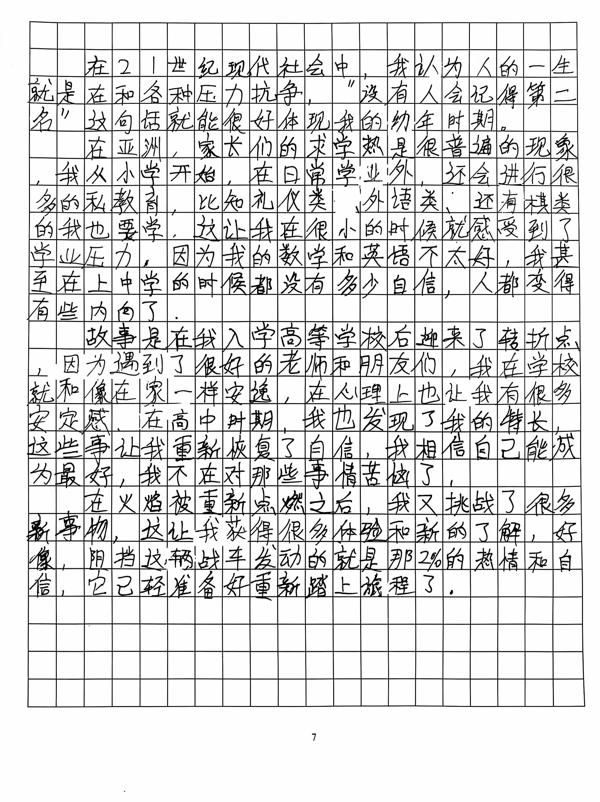 在21世纪现代社会中，我认为人的一生
就是在和各种压力抗争，“没有人会记得第二
名”这句话就能很好体现我的幼年时期。
在亚洲，家长们的求学热是很普遍的现象
，我从小学开始，在日常学业外，还会进行很
多的私教育，比如礼仪类、外语类、还有棋类
的我也要学．这让我在很小的时候就感受到了
学业压力．因为我的数学和英语不太好，我甚
至在上中学的时候都没有多少自信，人都变得
有些内向了．
故事是在我入学高等学校后迎来了转折点
，因为遇到了很好的老师和朋友们，我在学校
就和像在家一样安逸，在心理上也让我有很多
安定感．在高中时期，我也发现了我的特长，
这些事让我重新恢复了自信，我相信自己能成
为最好，我不在对那些事情苦恼了．
在火焰被重新点燃之后，我又挑战了很多
新事物，这让我获得很多体验和新的了解，好
像，阻挡这辆战车发动的就是那2%的热情和自
信，它已轻准备好重新踏上旅程了．
7